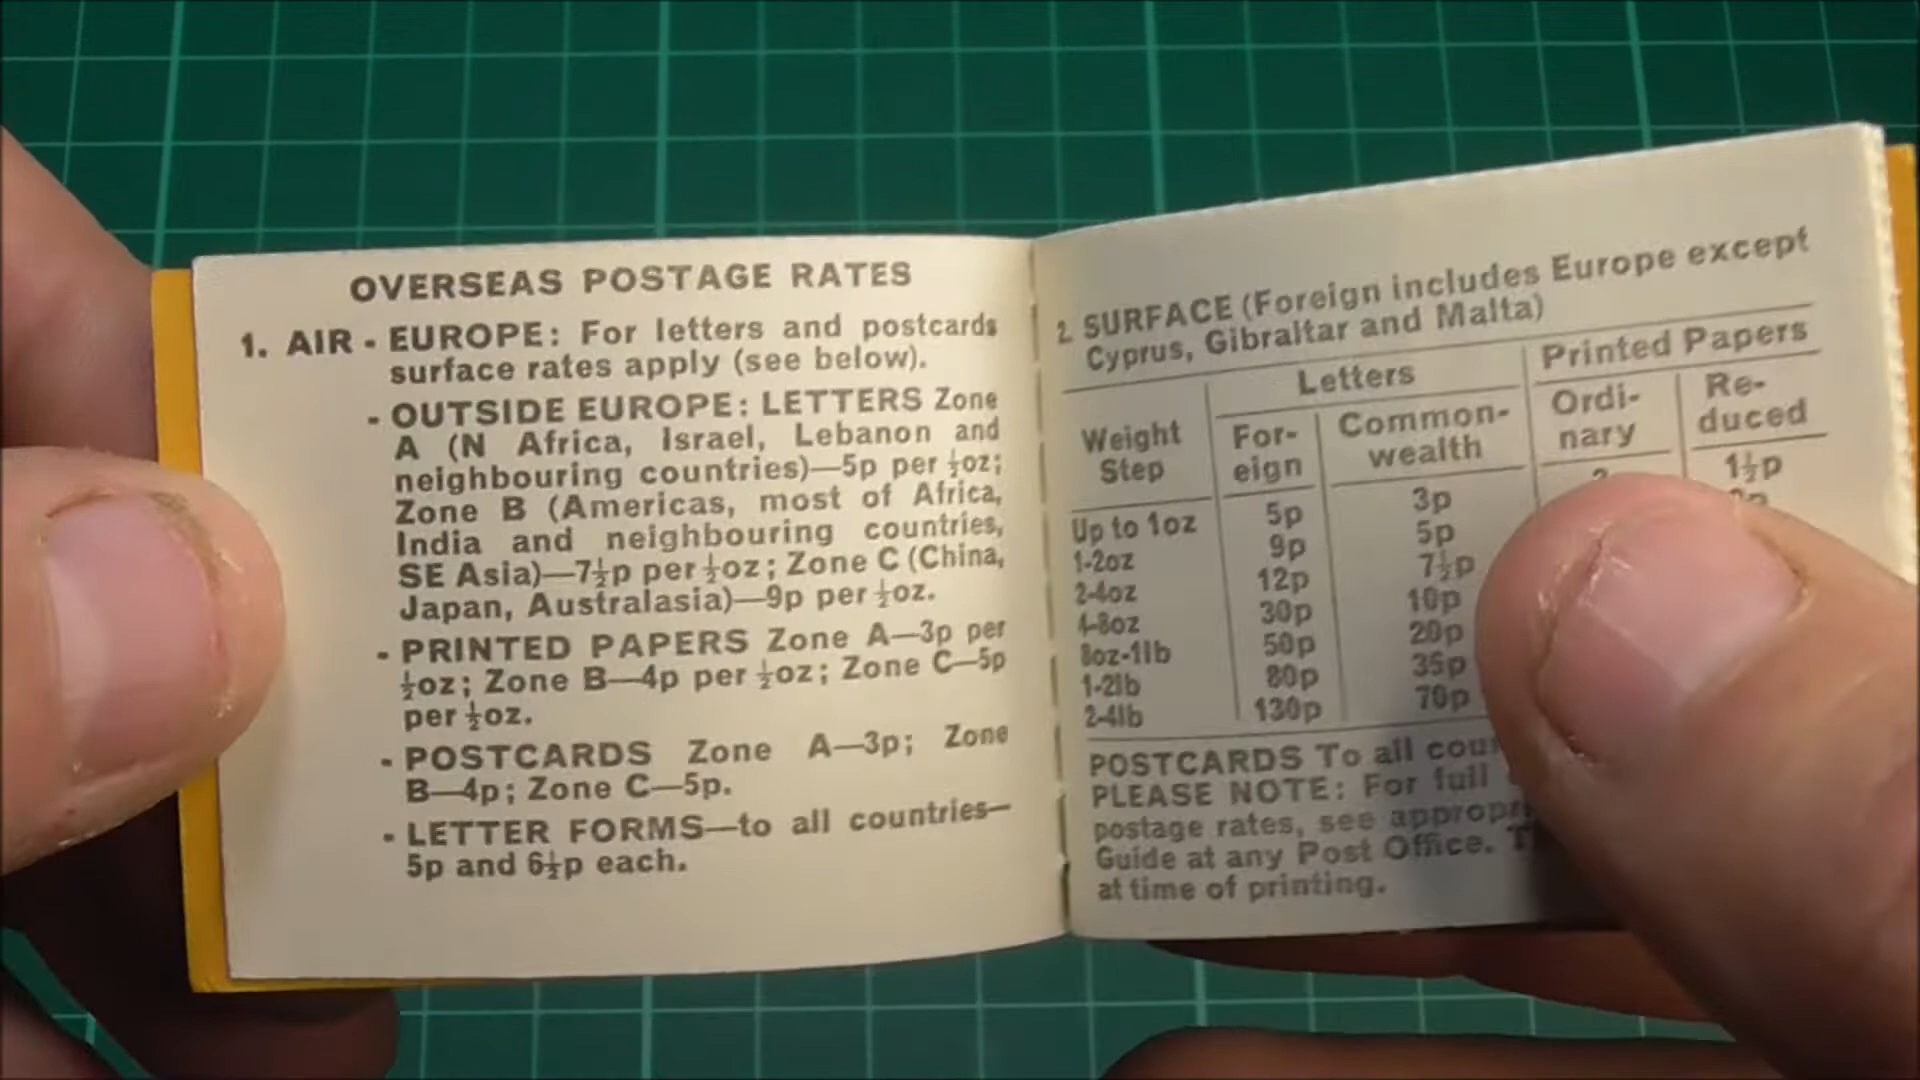 OVERSEAS POSTAGE RATES
1. AIR - EUROPE: For letters and postcards
surface rates apply (see below).
- OUTSIDE EUROPE: LETTERS Zone
A (N Africa, Israel, Lebanon and
neighbouring countries)—5p per ½oz;
Zone B (Americas, most of Africa,
India and neighbouring countries,
SE Asia)—7½p per ½oz; Zone C (China,
Japan, Australasia)—9p per ½oz.
- PRINTED PAPERS Zone A—3p per
½oz; Zone B—4p per ½oz; Zone C—5p
per ½oz.
- POSTCARDS Zone A—3p; Zone
B—4p; Zone C—5p.
- LETTER FORMS—to all countries—
5p and 6½p each.
2. SURFACE (Foreign includes Europe except
Cyprus, Gibraltar and Malta)
Letters Printed Papers
Weight For- Common- Ordi- Re-
Step eign wealth nary duced
Up to 1oz 5p 3p 1½p
1-2oz 9p 5p
2-4oz 12p 7½p
4-8oz 30p 10p
8oz-1lb 50p 20p
1-2lb 80p 35p
2-4lb 130p 70p
POSTCARDS To all
PLEASE NOTE: For full
postage rates, see
Guide at any Post Office.
at time of printing.